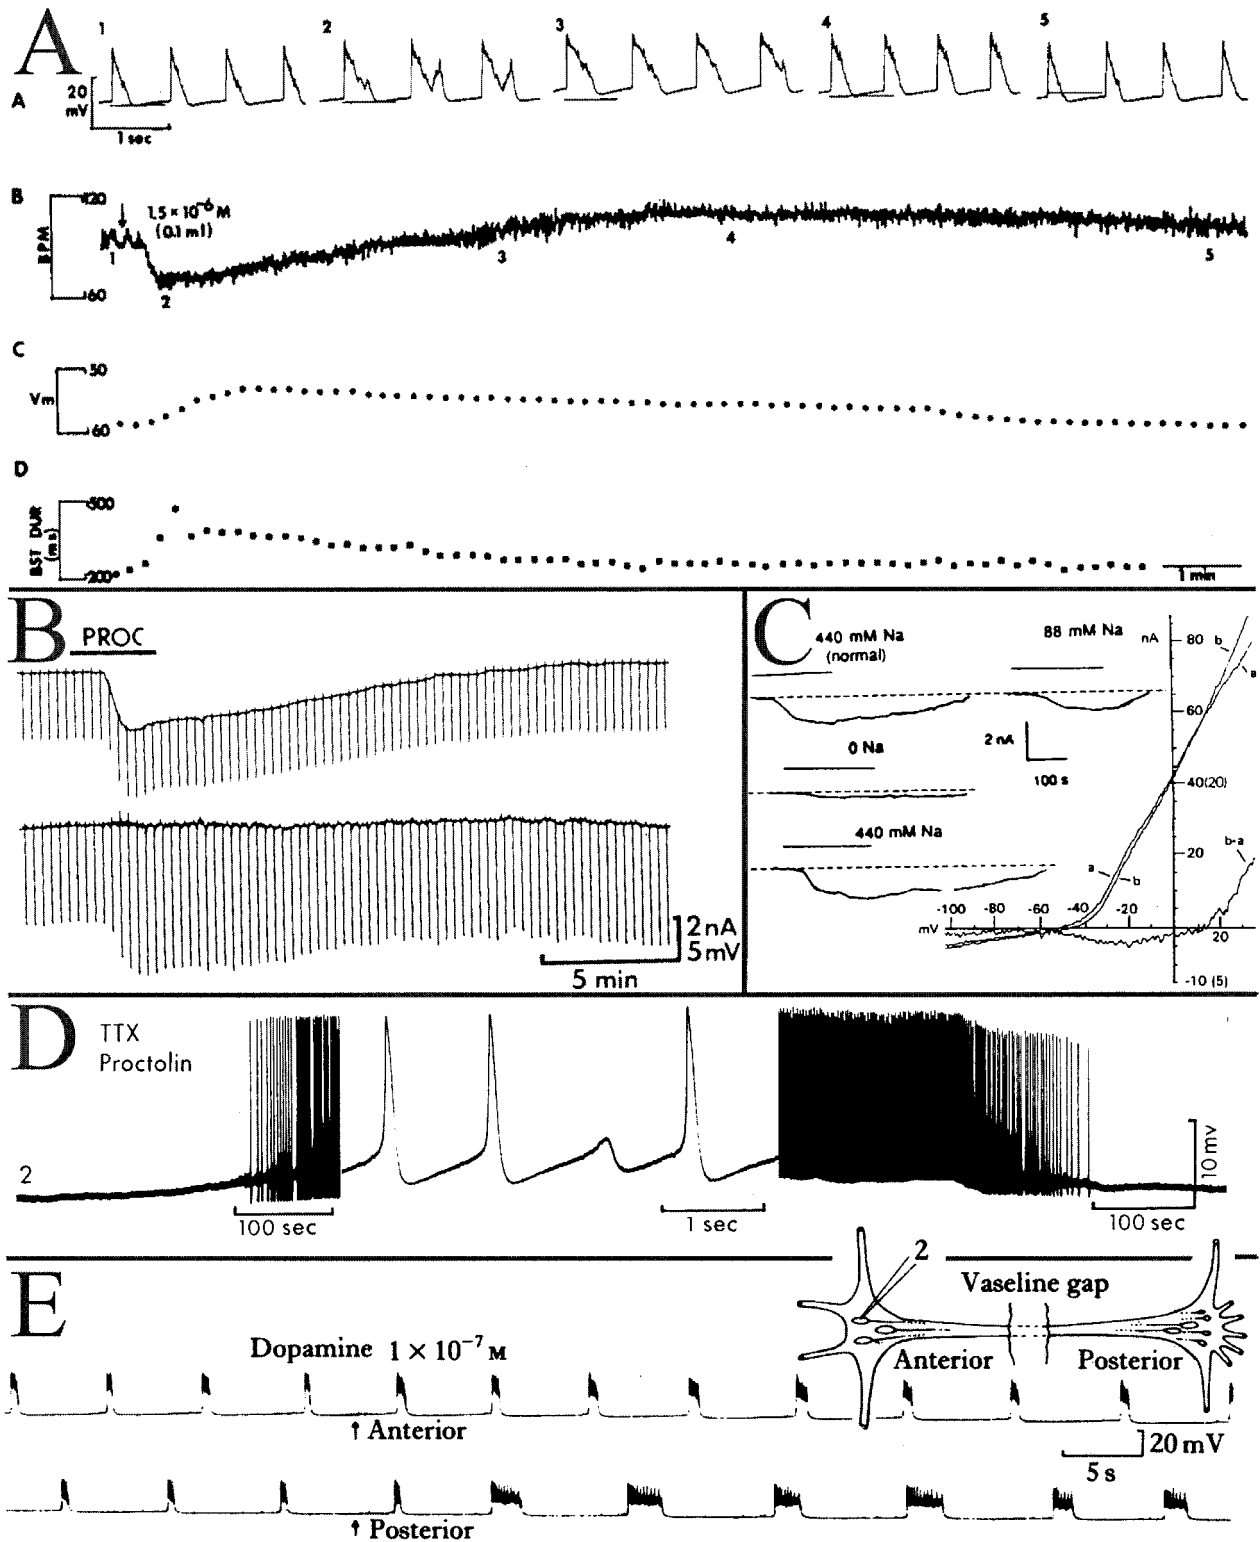 A
1 2 3 4 5
A
20
mV
1 sec
B
BPM
120
60
1.5 × 10⁻⁶ M
(0.1 ml)
1 2 3 4 5
C
Vm
50
60
D
BST DUR
(ms)
500
200
1 min
B
PROC
2 nA
5 mV
5 min
C
440 mM Na
(normal)
88 mM Na
0 Na
2 nA
100 s
440 mM Na
nA
80
60
40(20)
20
-10 (5)
mV
-100 -80 -60 -40 -20 20
b
a
a
b
b-a
D
TTX
Proctolin
2
100 sec
1 sec
100 sec
10 mv
E
2
Vaseline gap
Anterior Posterior
Dopamine 1 × 10⁻⁷ M
↑ Anterior
20 mV
5 s
↑ Posterior